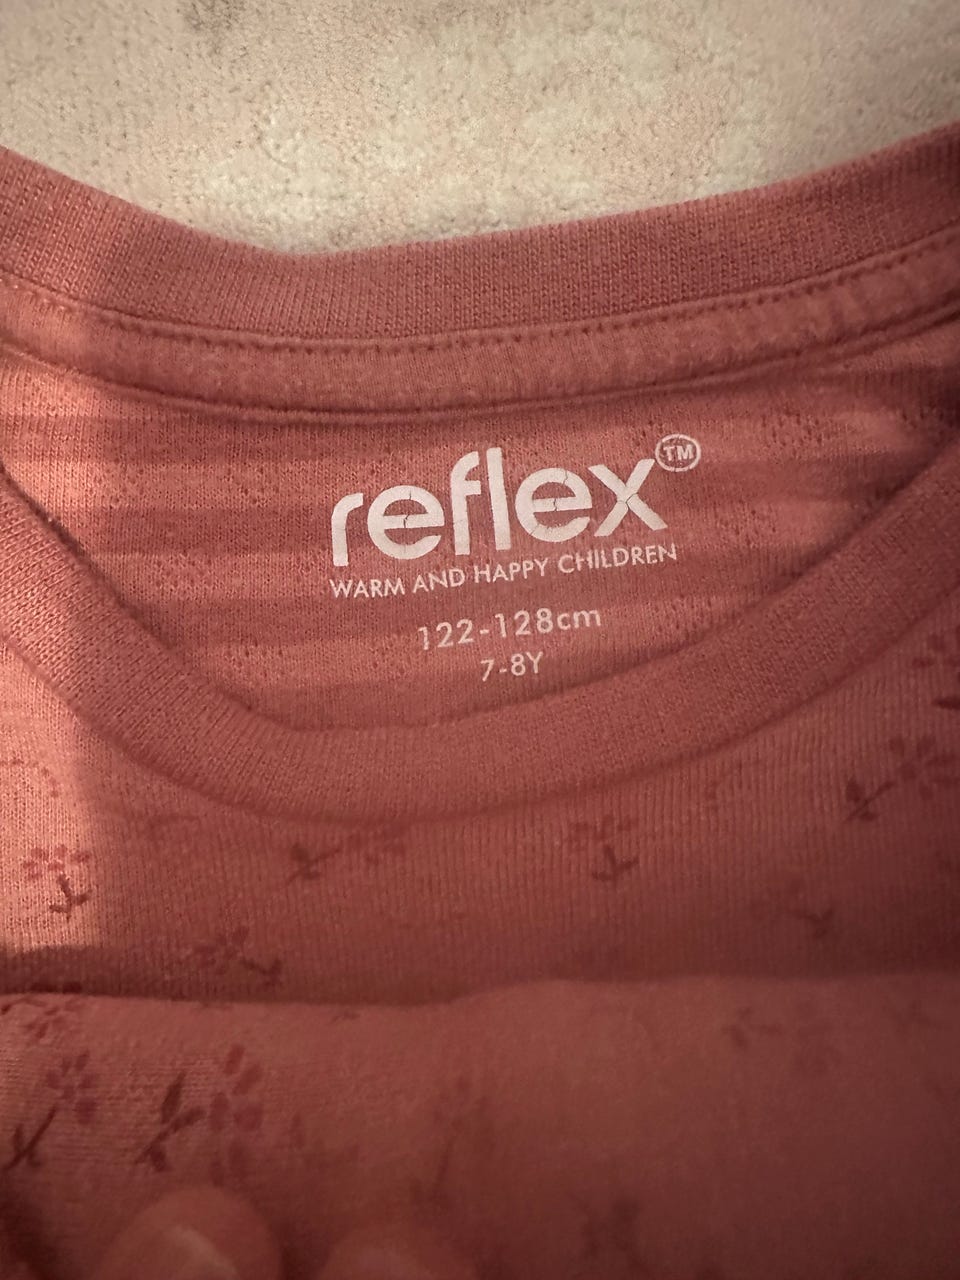 reflex™
WARM AND HAPPY CHILDREN
122-128cm
7-8Y